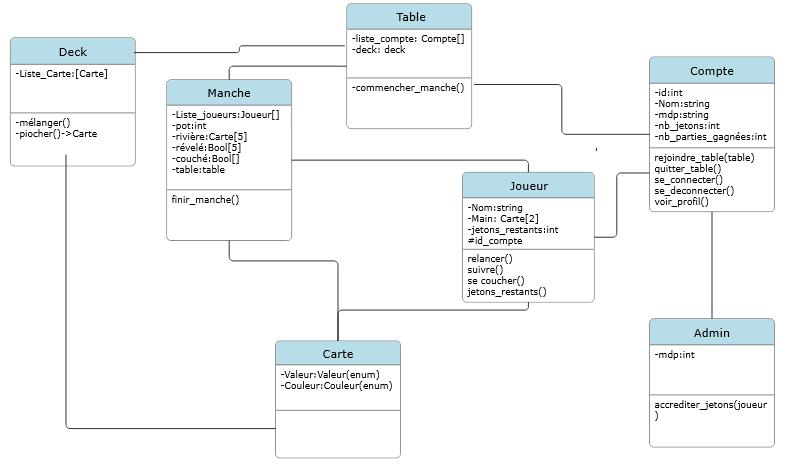 Table
-liste_compte: Compte[]
-deck: deck
-commencher_manche()
Deck
-Liste_Carte:[Carte]
-mélanger()
-piocher()->Carte
Manche
-Liste_joueurs:Joueur[]
-pot:int
-rivière:Carte[5]
-révelé:Bool[5]
-couché:Bool[]
-table:table
finir_manche()
Compte
-id:int
-Nom:string
-mdp:string
-nb_jetons:int
-nb_parties_gagnées:int
rejoindre_table(table)
quitter_table()
se_connecter()
se_deconnecter()
voir_profil()
Joueur
-Nom:string
-Main: Carte[2]
-jetons_restants:int
#id_compte
relancer()
suivre()
se coucher()
jetons_restants()
Carte
-Valeur:Valeur(enum)
-Couleur:Couleur(enum)
Admin
-mdp:int
accrediter_jetons(joueur
)